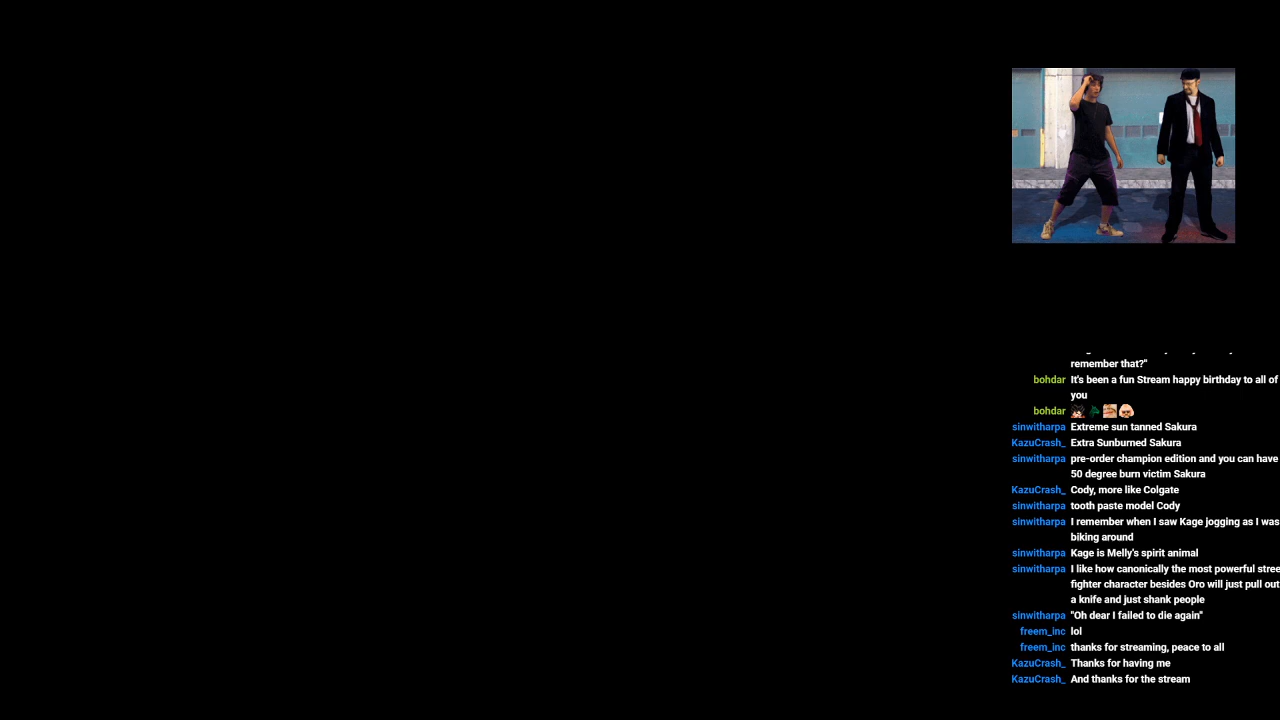 remember that?"
bohdar It's been a fun Stream happy birthday to all of
you
bohdar
sinwitharpa Extreme sun tanned Sakura
KazuCrash_ Extra Sunburned Sakura
sinwitharpa pre-order champion edition and you can have
50 degree burn victim Sakura
KazuCrash_ Cody, more like Colgate
sinwitharpa tooth paste model Cody
sinwitharpa I remember when I saw Kage jogging as I was
biking around
sinwitharpa Kage is Melly's spirit animal
sinwitharpa I like how canonically the most powerful stree
fighter character besides Oro will just pull out
a knife and just shank people
sinwitharpa "Oh dear I failed to die again"
freem_inc lol
freem_inc thanks for streaming, peace to all
KazuCrash_ Thanks for having me
KazuCrash_ And thanks for the stream